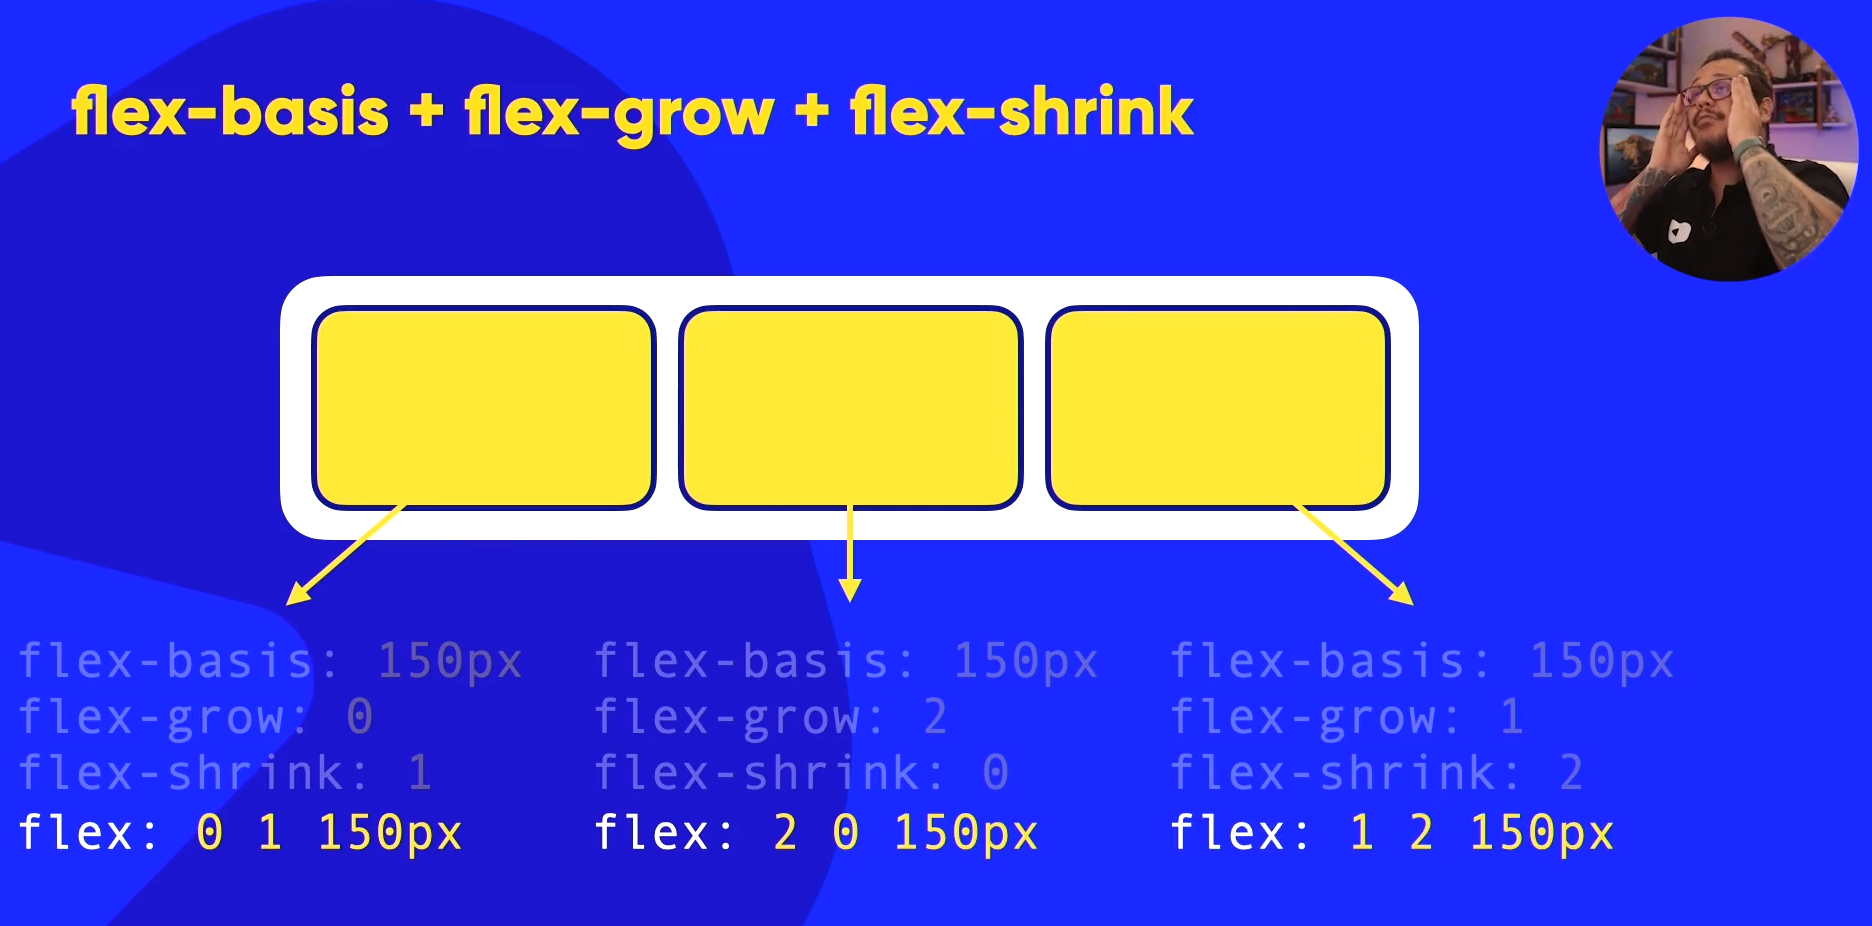 flex-basis + flex-grow + flex-shrink
flex-basis: 150px
flex-grow: 0
flex-shrink: 1
flex: 0 1 150px
flex-basis: 150px
flex-grow: 2
flex-shrink: 0
flex: 2 0 150px
flex-basis: 150px
flex-grow: 1
flex-shrink: 2
flex: 1 2 150px